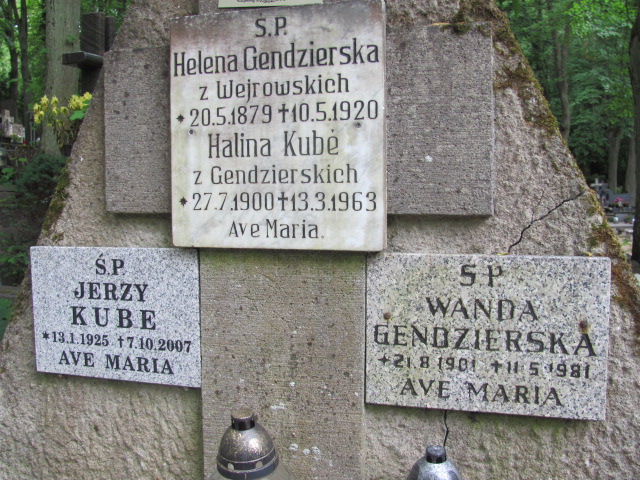 Ś.P.
Helena Gendzierska
z Wejrowskich
*20.5.1879 +10.5.1920
Halina Kubė
z Gendzierskich
*27.7.1900 +13.3.1963
Ave Maria.
Ś.P.
JERZY
KUBE
*13.1.1925 †7.10.2007
AVE MARIA
Ś P
WANDA
GENDZIERSKA
+21.8 1901 +11.5.1981
AVE MARIA